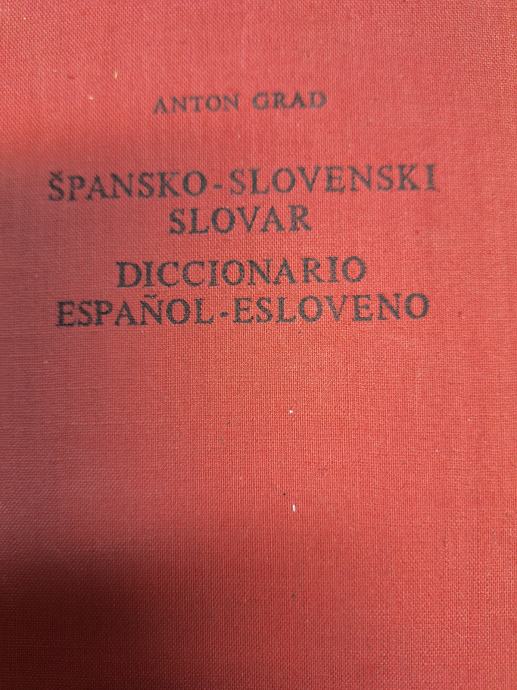 ANTON GRAD
ŠPANSKO-SLOVENSKI
SLOVAR
DICCIONARIO
ESPAÑOL-ESLOVENO